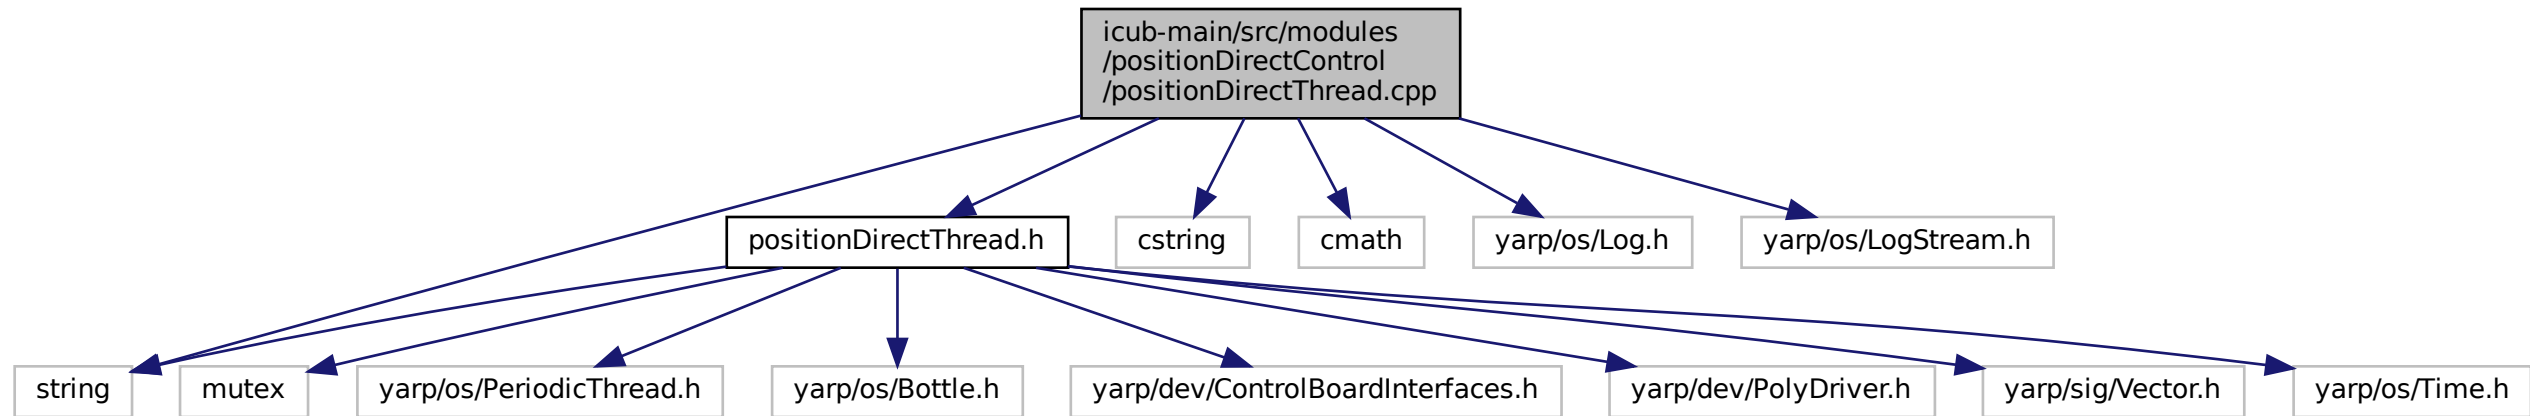 icub-main/src/modules
/positionDirectControl
/positionDirectThread.cpp
positionDirectThread.h
cstring
cmath
yarp/os/Log.h
yarp/os/LogStream.h
string
mutex
yarp/os/PeriodicThread.h
yarp/os/Bottle.h
yarp/dev/ControlBoardInterfaces.h
yarp/dev/PolyDriver.h
yarp/sig/Vector.h
yarp/os/Time.h